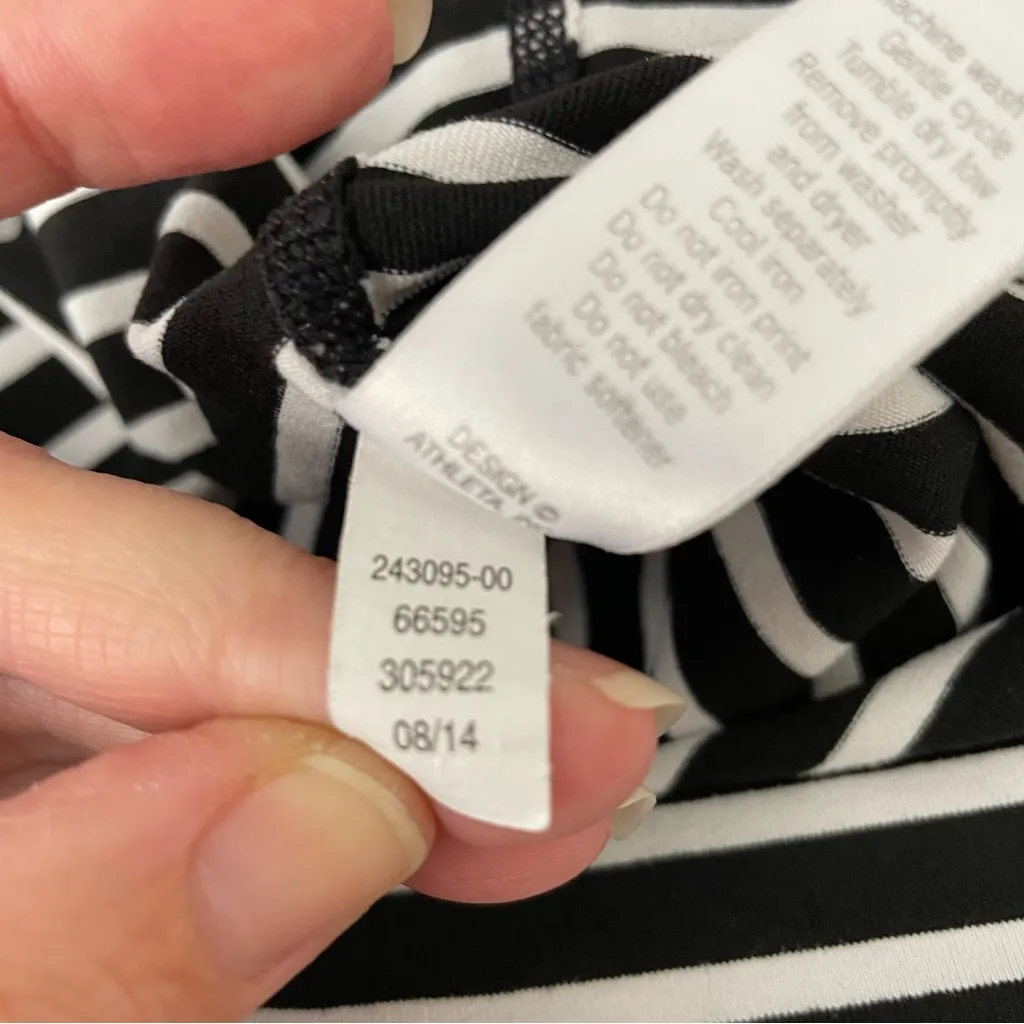 achine wash
Gentle cycle
Tumble dry low
Remove promptly
from washer
and dryer
Wash separately
Cool iron
Do not iron print
Do not dry clean
Do not bleach
Do not use
fabric softener
DESIGN ©
ATHLETA
243095-00
66595
305922
08/14